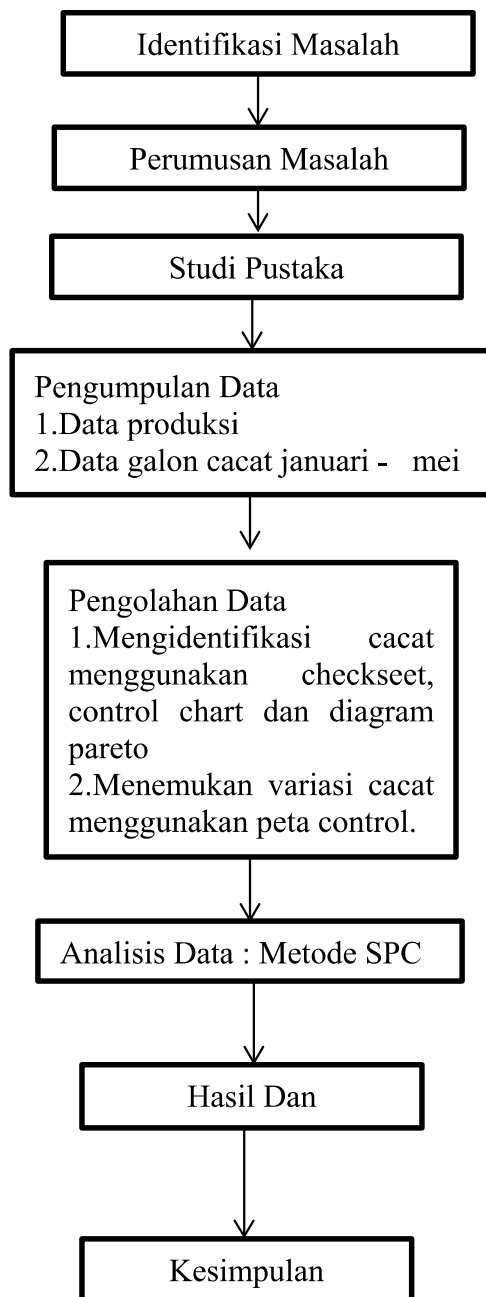 Identifikasi Masalah
Perumusan Masalah
Studi Pustaka
Pengumpulan Data
1.Data produksi
2.Data galon cacat januari - mei
Pengolahan Data
1.Mengidentifikasi cacat
menggunakan checkseet,
control chart dan diagram
pareto
2.Menemukan variasi cacat
menggunakan peta control.
Analisis Data : Metode SPC
Hasil Dan
Kesimpulan